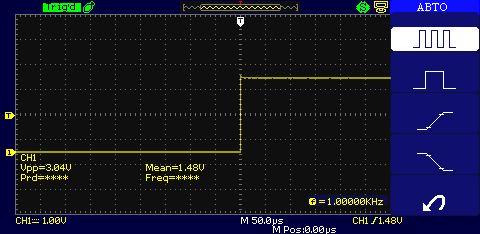 Trig'd
АВТО
T
T
1
CH1
Vpp=3.04V Mean=1.48V
Prd=**** Freq=****
f = 1.00000KHz
CH1 1.00V M 50.0µs CH1 1.48V
M Pos:0.00µs